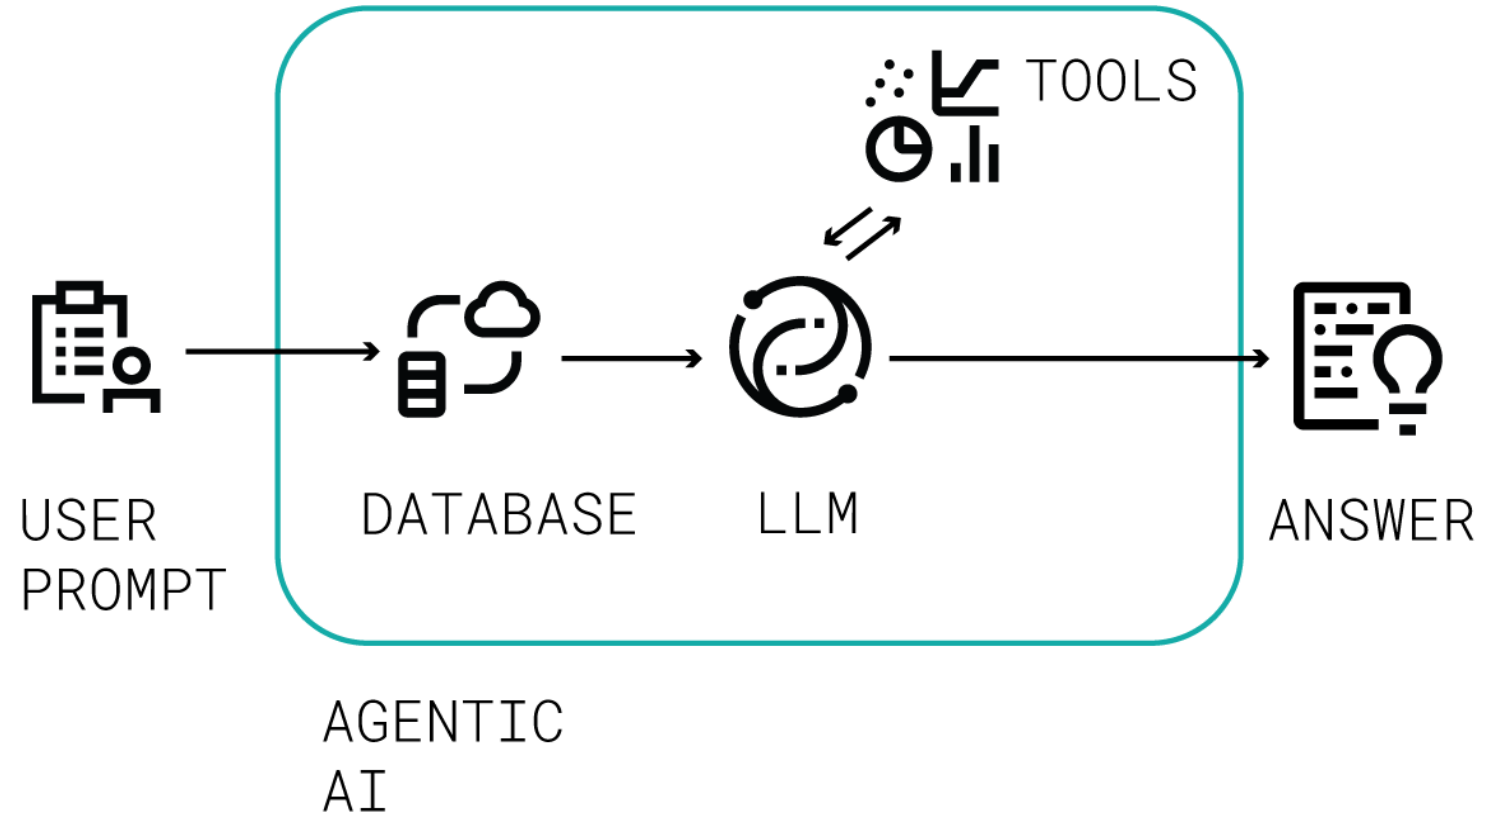 TOOLS
USER
PROMPT
DATABASE
LLM
ANSWER
AGENTIC
AI